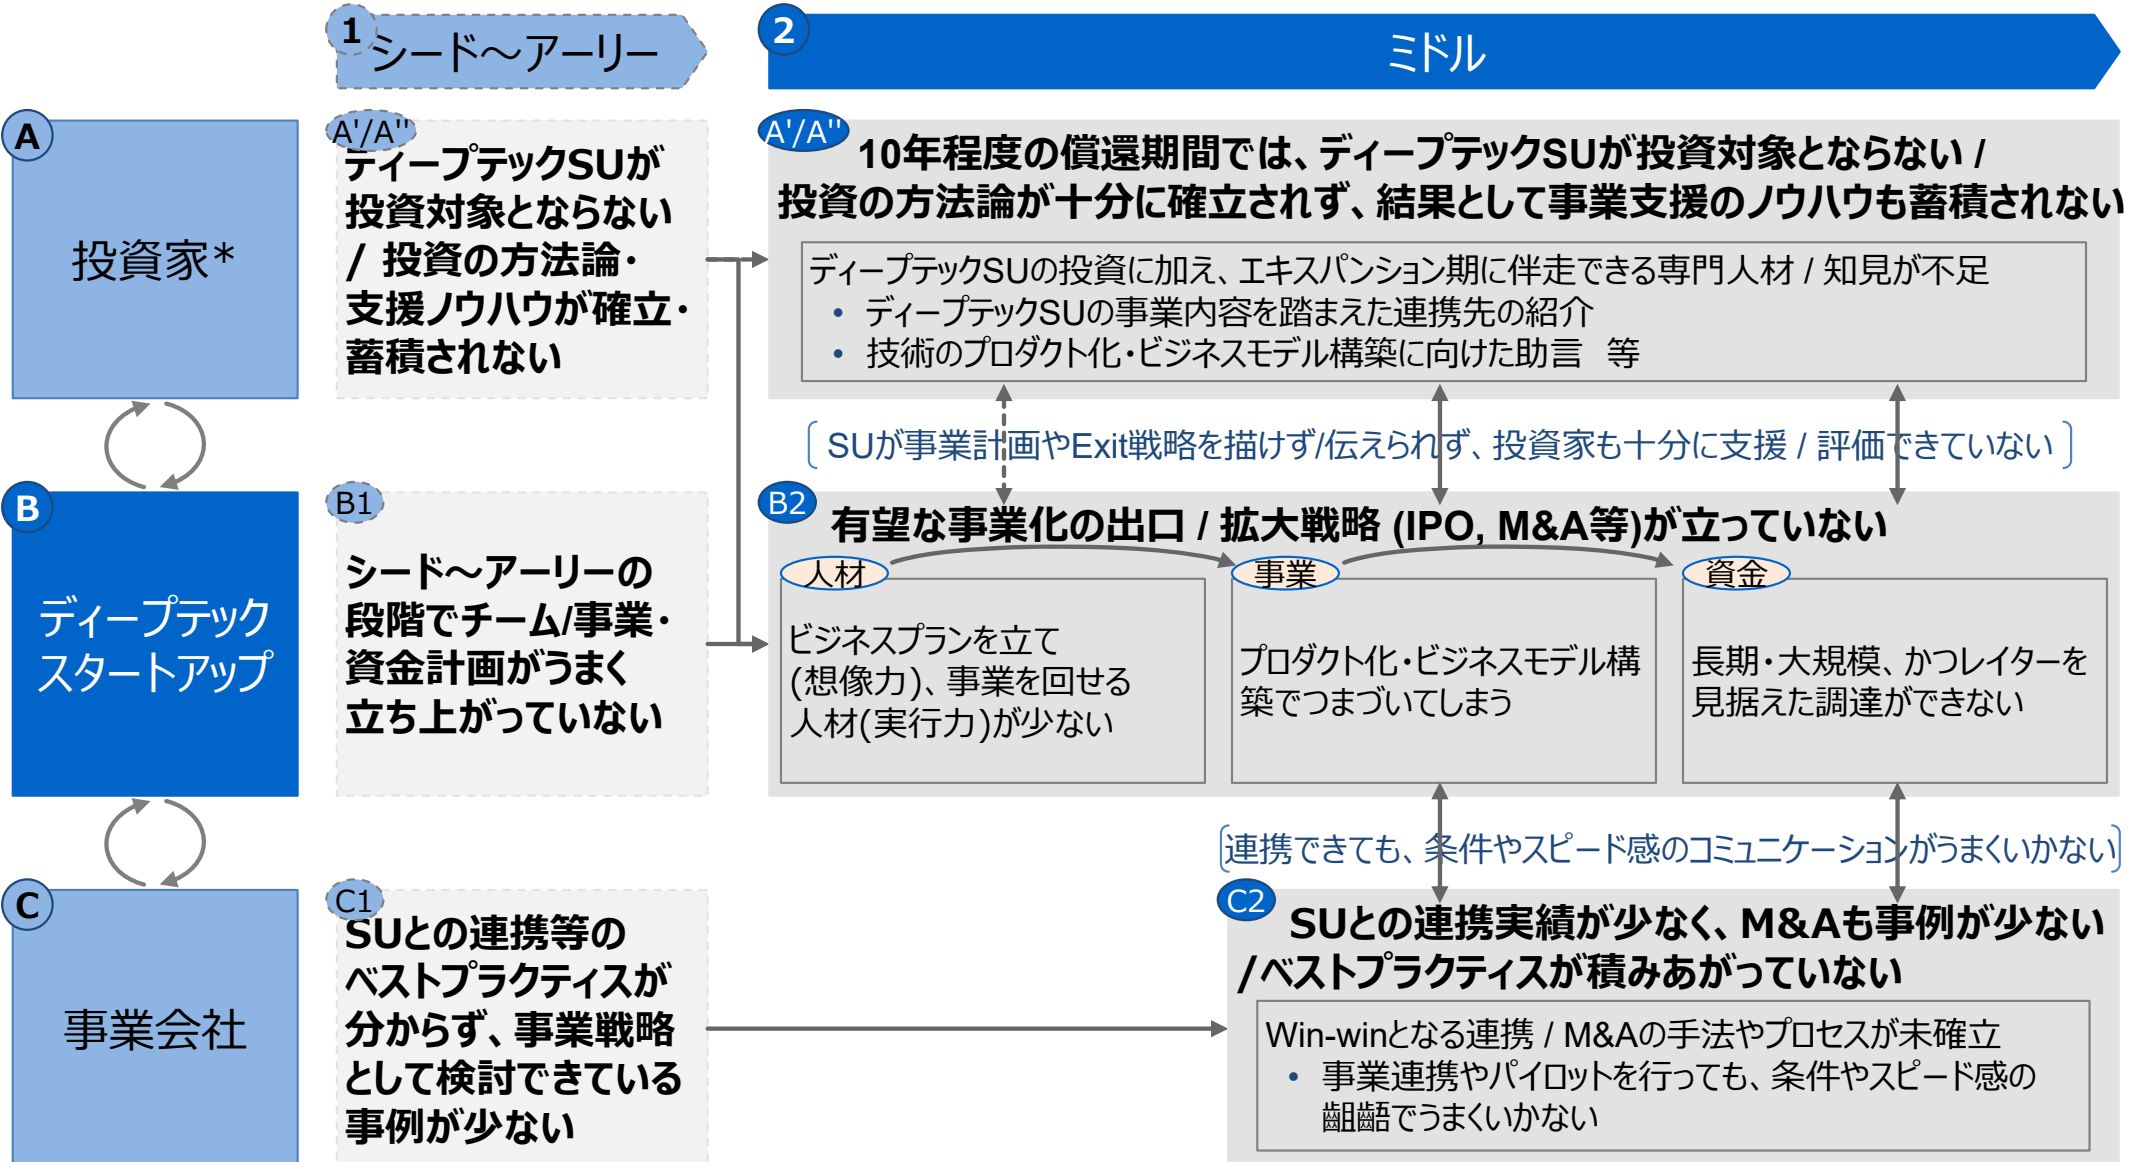 1
シード～アーリー
2
ミドル
A
投資家*
A'/A''
ディープテックSUが
投資対象とならない
/ 投資の方法論・
支援ノウハウが確立・
蓄積されない
A'/A''
10年程度の償還期間では、ディープテックSUが投資対象とならない /
投資の方法論が十分に確立されず、結果として事業支援のノウハウも蓄積されない
ディープテックSUの投資に加え、エキスパンション期に伴走できる専門人材 / 知見が不足
• ディープテックSUの事業内容を踏まえた連携先の紹介
• 技術のプロダクト化・ビジネスモデル構築に向けた助言　等
SUが事業計画やExit戦略を描けず/伝えられず、投資家も十分に支援 / 評価できていない
B
ディープテック
スタートアップ
B1
シード～アーリーの
段階でチーム/事業・
資金計画がうまく
立ち上がっていない
B2
有望な事業化の出口 / 拡大戦略 (IPO, M&A等)が立っていない
人材
ビジネスプランを立て
(想像力)、事業を回せる
人材(実行力)が少ない
事業
プロダクト化・ビジネスモデル構
築でつまづいてしまう
資金
長期・大規模、かつレイターを
見据えた調達ができない
連携できても、条件やスピード感のコミュニケーションがうまくいかない
C
事業会社
C1
SUとの連携等の
ベストプラクティスが
分からず、事業戦略
として検討できている
事例が少ない
C2
SUとの連携実績が少なく、M&Aも事例が少ない
/ベストプラクティスが積みあがっていない
Win-winとなる連携 / M&Aの手法やプロセスが未確立
• 事業連携やパイロットを行っても、条件やスピード感の
齟齬でうまくいかない